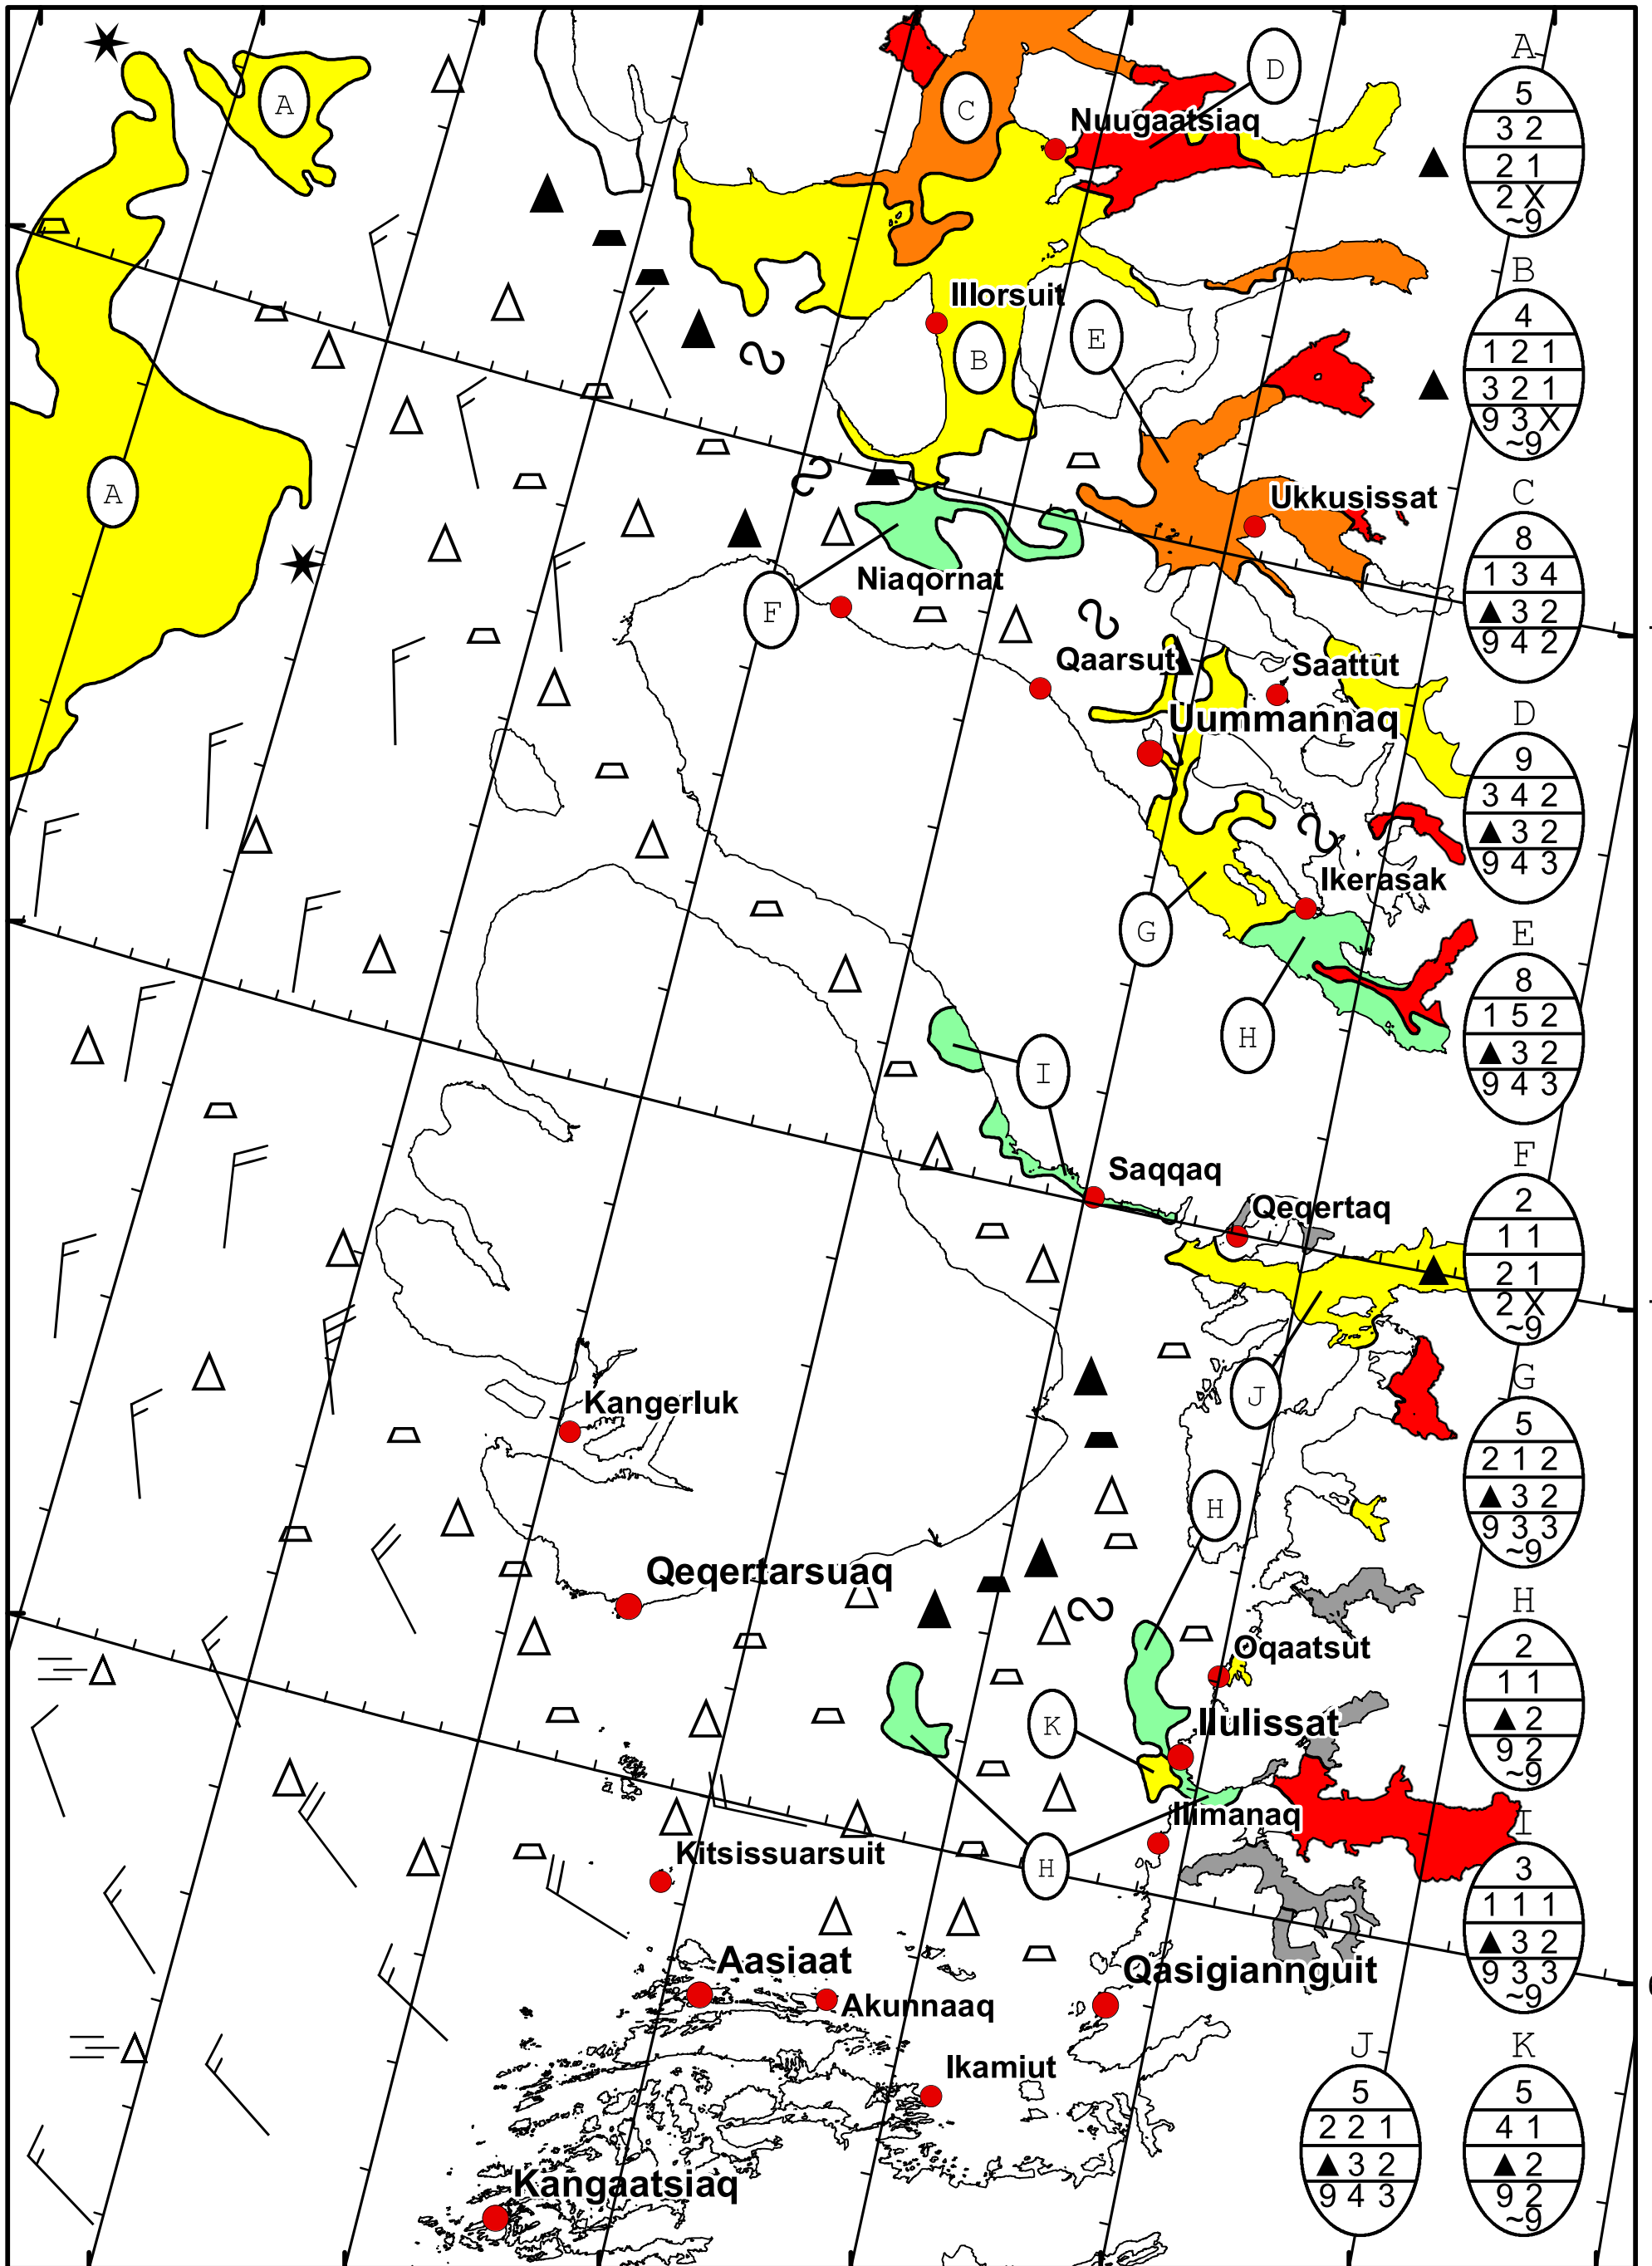 A
A
C
D
Nuugaatsiaq
A
5
3 2
2 1
2 X
~9
Illorsuit
B
E
B
4
1 2 1
3 2 1
9 3 X
~9
A
Ukkusissat
C
8
1 3 4
▲ 3 2
9 4 2
Niaqornat
F
Qaarsut
Saattut
Uummannaq
D
9
3 4 2
▲ 3 2
9 4 3
Ikerasak
G
H
E
8
1 5 2
▲ 3 2
9 4 3
I
Saqqaq
Qeqertaq
F
2
1 1
2 1
2 X
~9
J
Kangerluk
G
5
2 1 2
▲ 3 2
9 3 3
~9
H
Qeqertarsuaq
Oqaatsut
H
2
1 1
▲ 2
9 2
~9
K
Ilulissat
Ilimanaq
Kitsissuarsuit
H
I
3
1 1 1
▲ 3 2
9 3 3
~9
Aasiaat
Akunnaaq
Qasigiannguit
Ikamiut
Kangaatsiaq
J
5
2 2 1
▲ 3 2
9 4 3
K
5
4 1
▲ 2
9 2
~9